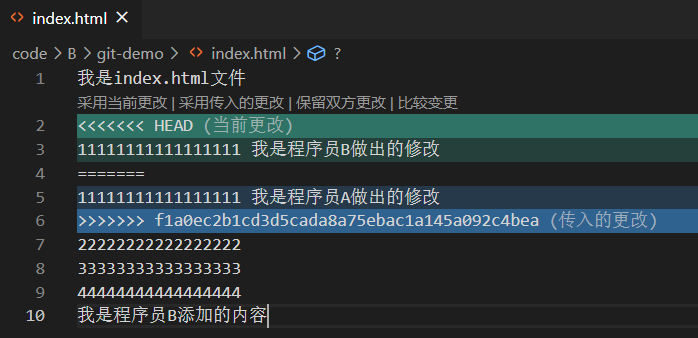 index.html
code > B > git-demo > index.html > ?
1 我是index.html文件
采用当前更改 | 采用传入的更改 | 保留双方更改 | 比较变更
2 <<<<<<< HEAD (当前更改)
3 11111111111111111 我是程序员B做出的修改
4 =======
5 11111111111111111 我是程序员A做出的修改
6 >>>>>>> f1a0ec2b1cd3d5cada8a75ebac1a145a092c4bea (传入的更改)
7 22222222222222222
8 33333333333333333
9 44444444444444444
10 我是程序员B添加的内容